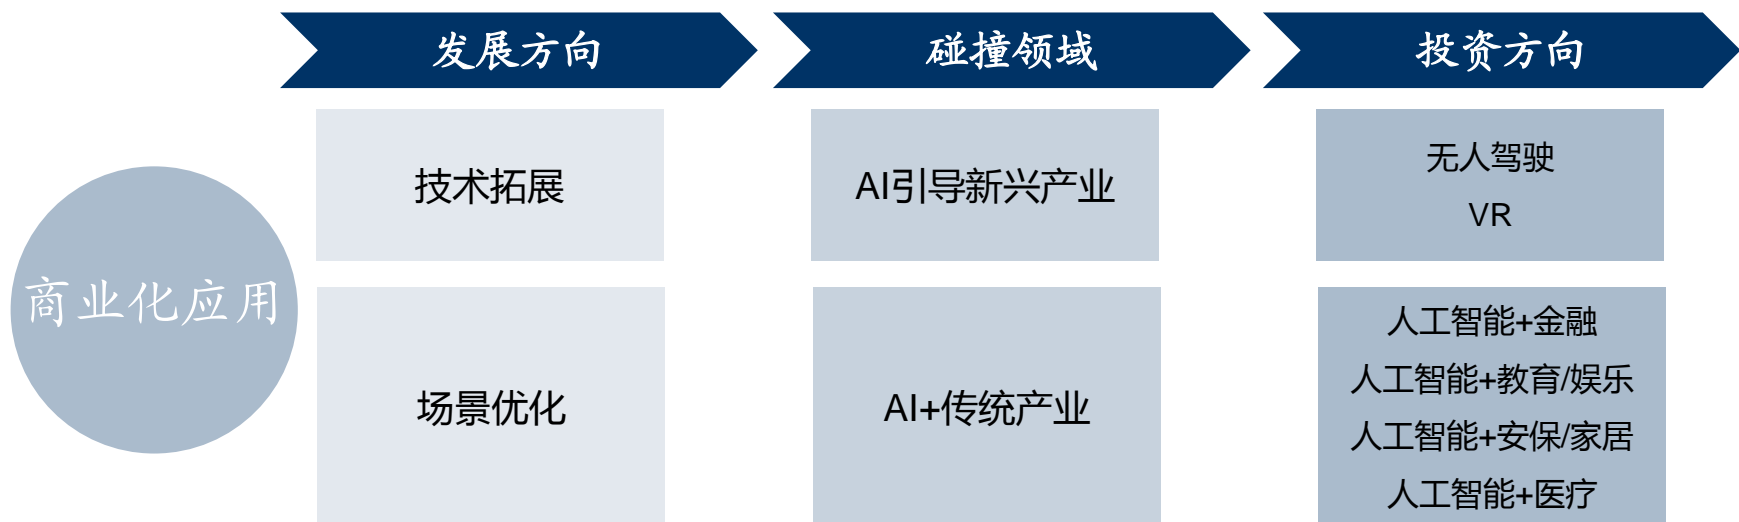 发展方向
碰撞领域
投资方向
商业化应用
技术拓展
AI引导新兴产业
无人驾驶
VR
场景优化
AI+传统产业
人工智能+金融
人工智能+教育/娱乐
人工智能+安保/家居
人工智能+医疗